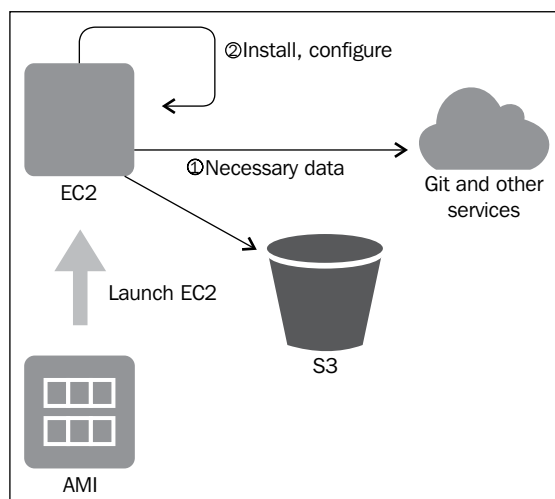 ②Install, configure
①Necessary data
EC2
Git and other
services
Launch EC2
S3
AMI